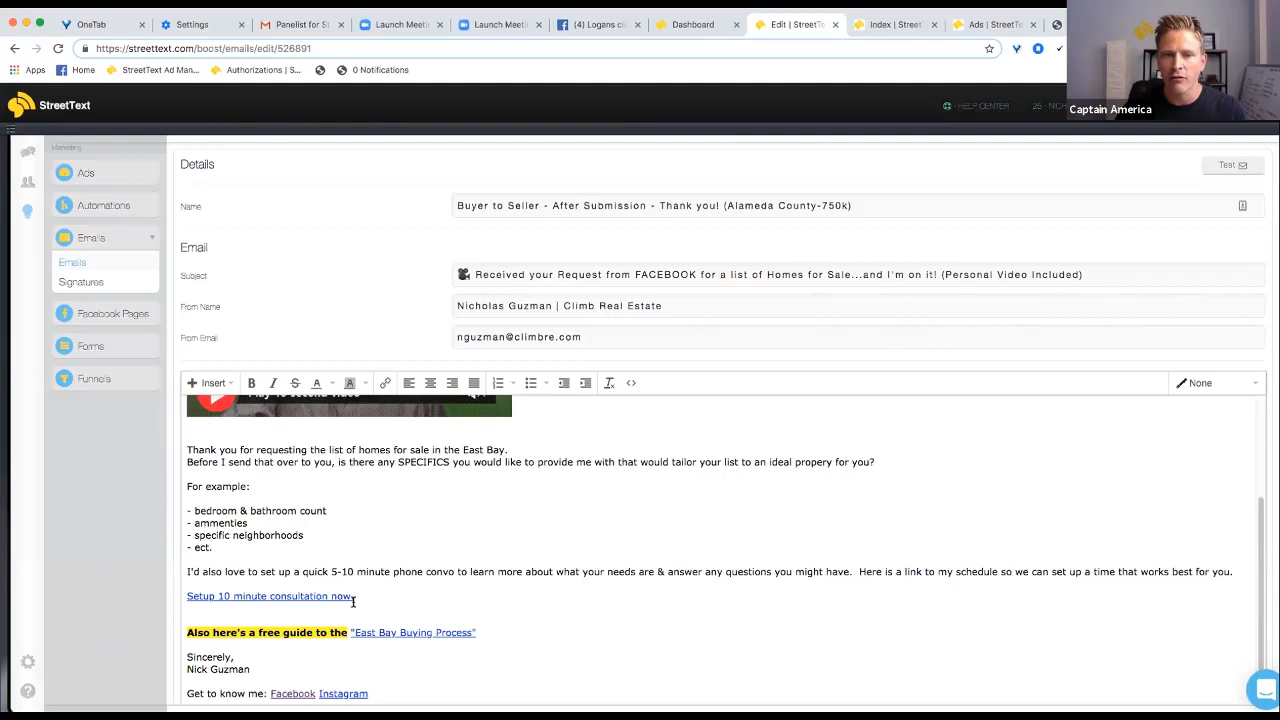 OneTab
Settings
Panelist for St
Launch Meetin
Launch Meetin
(4) Logans cli
Dashboard
Edit | StreetTe
Index | StreetT
Ads | StreetTe
https://streettext.com/boost/emails/edit/526891
Apps
Home
StreetText Ad Man...
Authorizations | S...
0 Notifications
Captain America
StreetText
HELP CENTER
Marketing
Ads
Automations
Emails
Emails
Signatures
Facebook Pages
Forms
Funnels
Details
Test
Name
Buyer to Seller - After Submission - Thank you! (Alameda County-750k)
Email
Subject
Received your Request from FACEBOOK for a list of Homes for Sale...and I'm on it! (Personal Video Included)
From Name
Nicholas Guzman | Climb Real Estate
From Email
nguzman@climbre.com
Insert
None
Thank you for requesting the list of homes for sale in the East Bay.
Before I send that over to you, is there any SPECIFICS you would like to provide me with that would tailor your list to an ideal propery for you?
For example:
- bedroom & bathroom count
- ammenties
- specific neighborhoods
- ect.
I'd also love to set up a quick 5-10 minute phone convo to learn more about what your needs are & answer any questions you might have. Here is a link to my schedule so we can set up a time that works best for you.
Setup 10 minute consultation now.
Also here's a free guide to the "East Bay Buying Process"
Sincerely,
Nick Guzman
Get to know me: Facebook Instagram